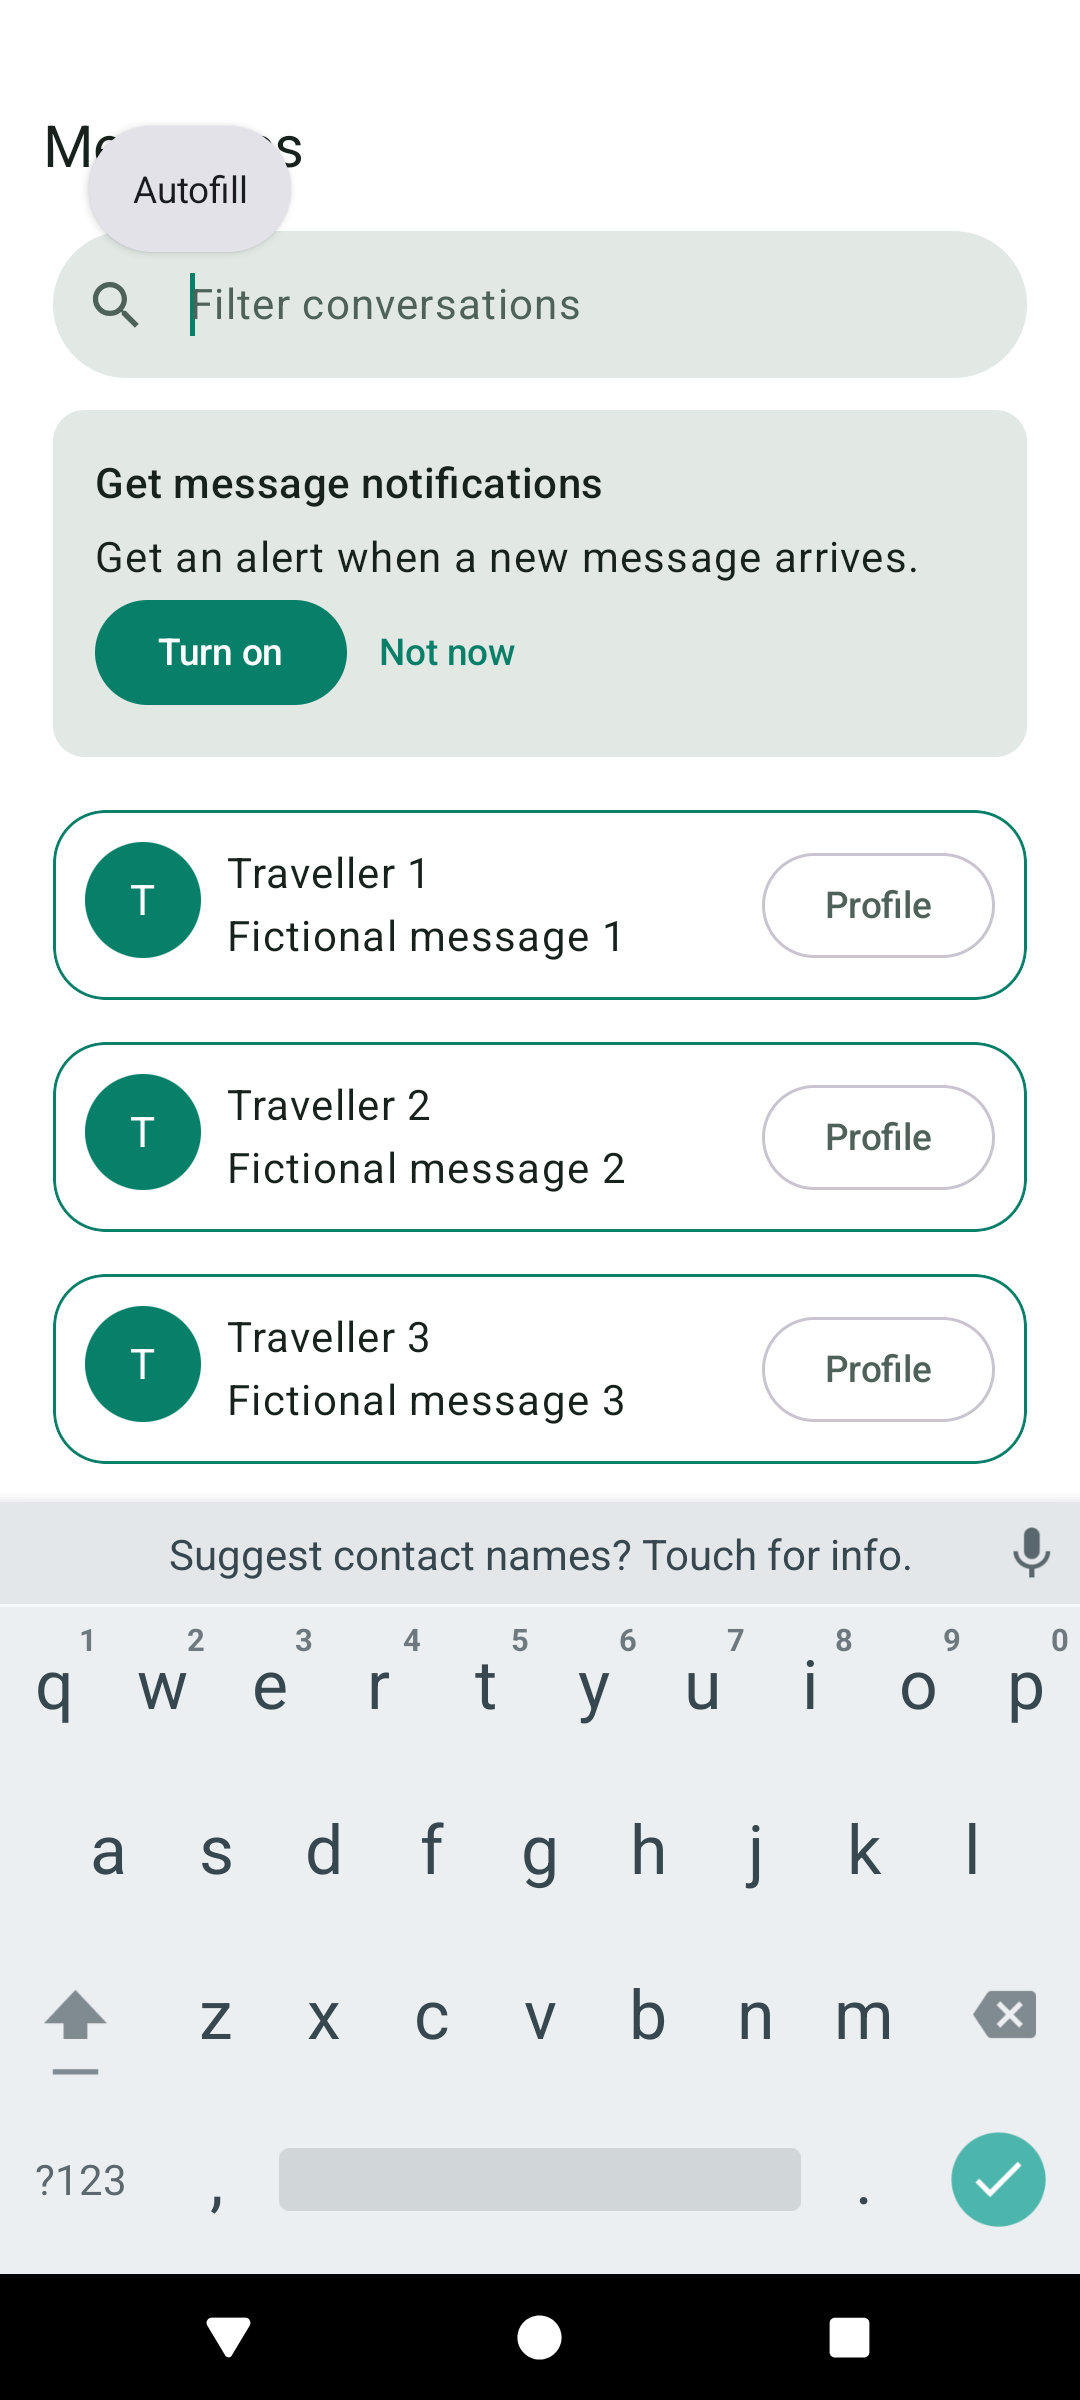 Autofill
Filter conversations
Get message notifications
Get an alert when a new message arrives.
Turn on
Not now
T
Traveller 1
Fictional message 1
Profile
T
Traveller 2
Fictional message 2
Profile
T
Traveller 3
Fictional message 3
Profile
Suggest contact names? Touch for info.
1 2 3 4 5 6 7 8 9 0
q w e r t y u i o p
a s d f g h j k l
z x c v b n m
?123 , .